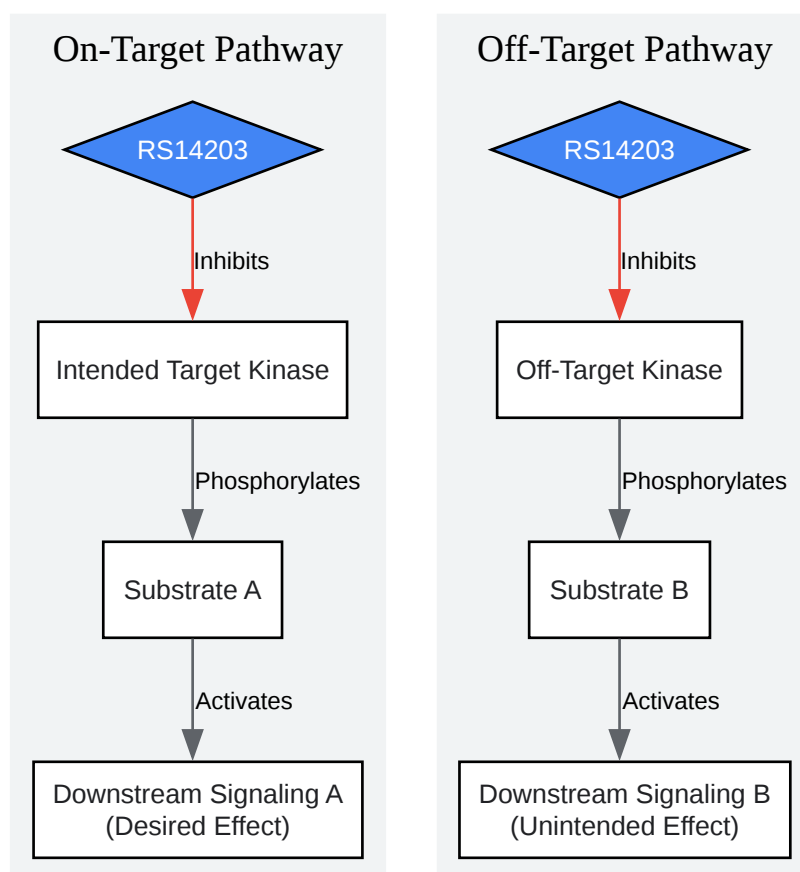 On-Target Pathway
RS14203
Inhibits
Intended Target Kinase
Phosphorylates
Substrate A
Activates
Downstream Signaling A
(Desired Effect)
Off-Target Pathway
RS14203
Inhibits
Off-Target Kinase
Phosphorylates
Substrate B
Activates
Downstream Signaling B
(Unintended Effect)